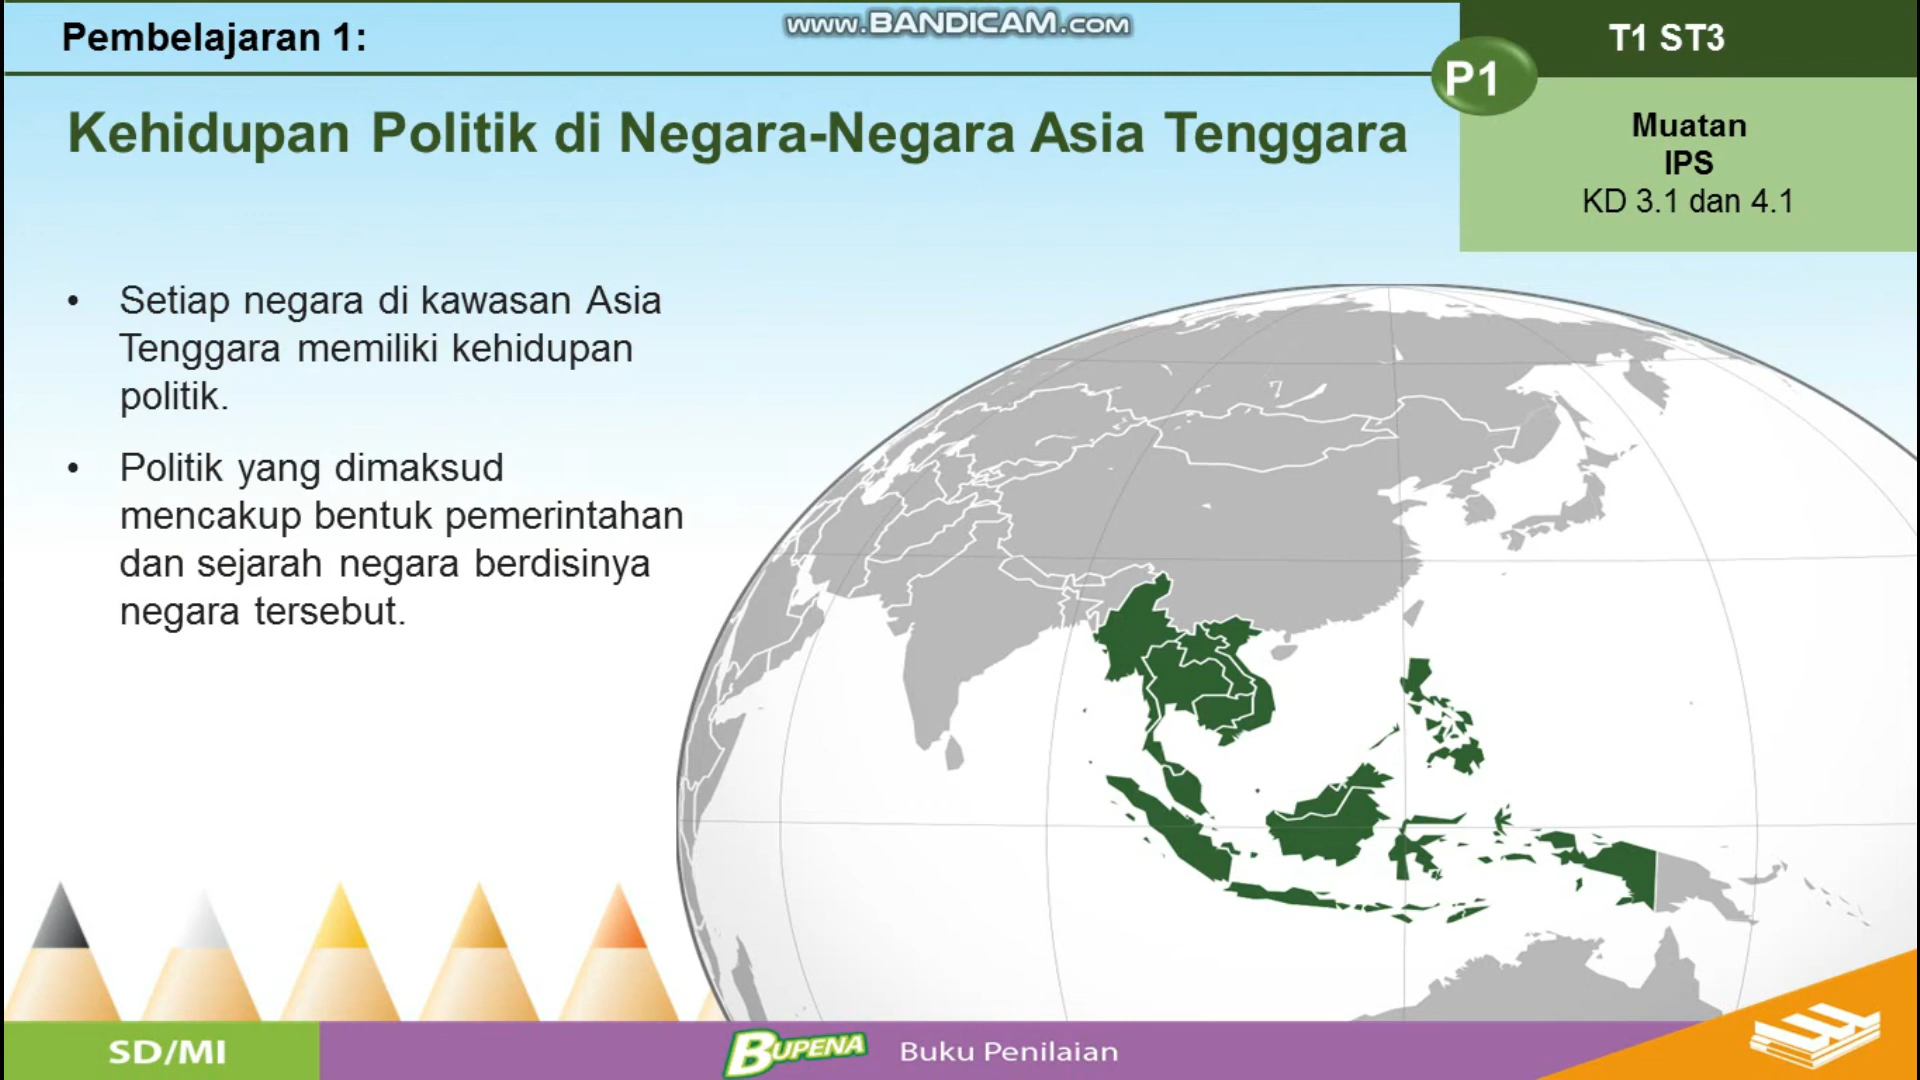 Pembelajaran 1:
www.BANDICAM.com
T1 ST3
P1
Kehidupan Politik di Negara-Negara Asia Tenggara
Muatan
IPS
KD 3.1 dan 4.1
• Setiap negara di kawasan Asia
Tenggara memiliki kehidupan
politik.
• Politik yang dimaksud
mencakup bentuk pemerintahan
dan sejarah negara berdisinya
negara tersebut.
SD/MI
BUPENA
Buku Penilaian